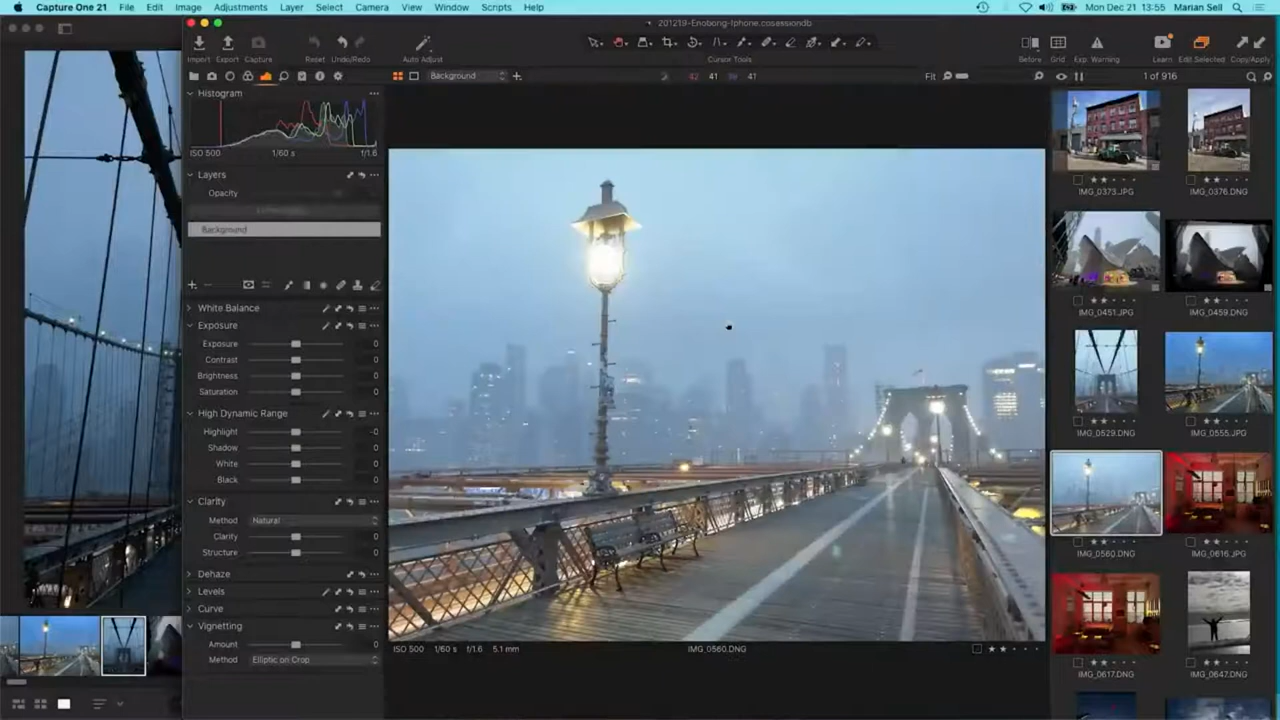 Capture One 21 File Edit Image Adjustments Layer Select Camera View Window Scripts Help Mon Dec 21 13:55 Marian Sell
201219-Enobong-Iphone.cosessiondb
Import Export Capture Reset Undo/Redo Auto Adjust Cursor Tools Before Grid Exp. Warning Learn Edit Selected Copy/Apply
Background 42 41 39 41 Fit 1 of 916
Histogram
ISO 500 1/60 s f/1.6
Layers
Opacity
Background
White Balance
Exposure
Exposure 0
Contrast 0
Brightness 0
Saturation 0
High Dynamic Range
Highlight -0
Shadow 0
White 0
Black 0
Clarity
Method Natural
Clarity 0
Structure 0
Dehaze
Levels
Curve
Vignetting
Amount 0
Method Elliptic on Crop
ISO 500 1/60 s f/1.6 5.1 mm IMG_0560.DNG
IMG_0373.JPG IMG_0376.DNG
IMG_0451.JPG IMG_0459.DNG
IMG_0529.DNG IMG_0555.JPG
IMG_0560.DNG IMG_0616.JPG
IMG_0617.JPG IMG_0647.DNG